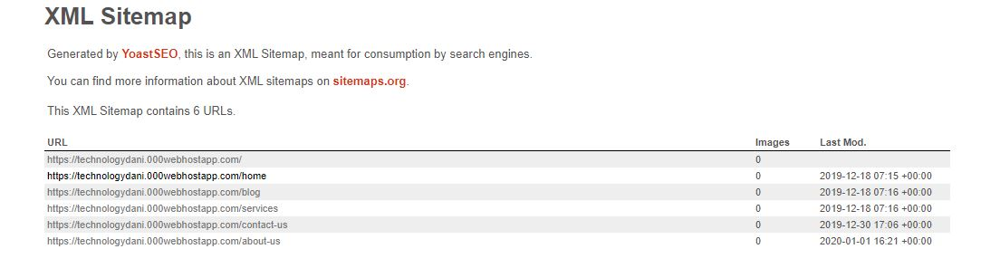 XML Sitemap
Generated by YoastSEO, this is an XML Sitemap, meant for consumption by search engines.
You can find more information about XML sitemaps on sitemaps.org.
This XML Sitemap contains 6 URLs.
URL Images Last Mod.
https://technologydani.000webhostapp.com/ 0
https://technologydani.000webhostapp.com/home 0 2019-12-18 07:15 +00:00
https://technologydani.000webhostapp.com/blog 0 2019-12-18 07:16 +00:00
https://technologydani.000webhostapp.com/services 0 2019-12-18 07:16 +00:00
https://technologydani.000webhostapp.com/contact-us 0 2019-12-30 17:06 +00:00
https://technologydani.000webhostapp.com/about-us 0 2020-01-01 16:21 +00:00